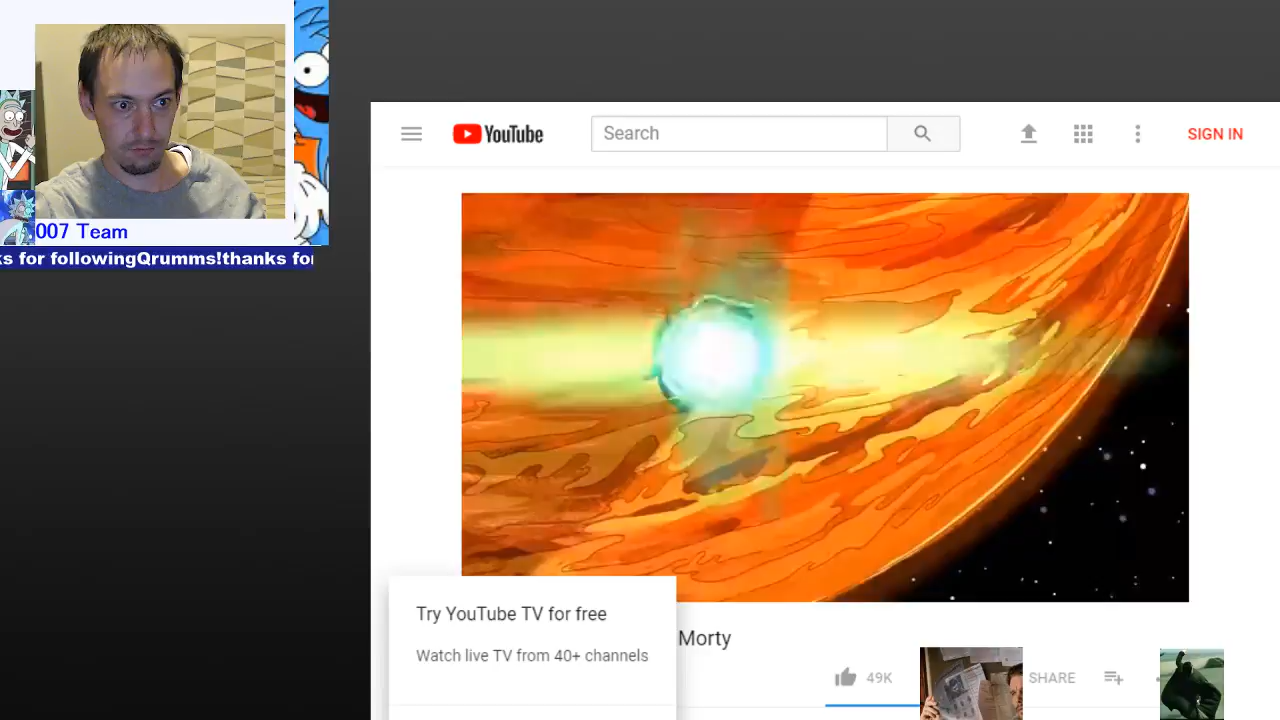 YouTube
Search
SIGN IN
007 Team
ks for followingQrumms!thanks for
Try YouTube TV for free
Watch live TV from 40+ channels
Morty
49K
SHARE